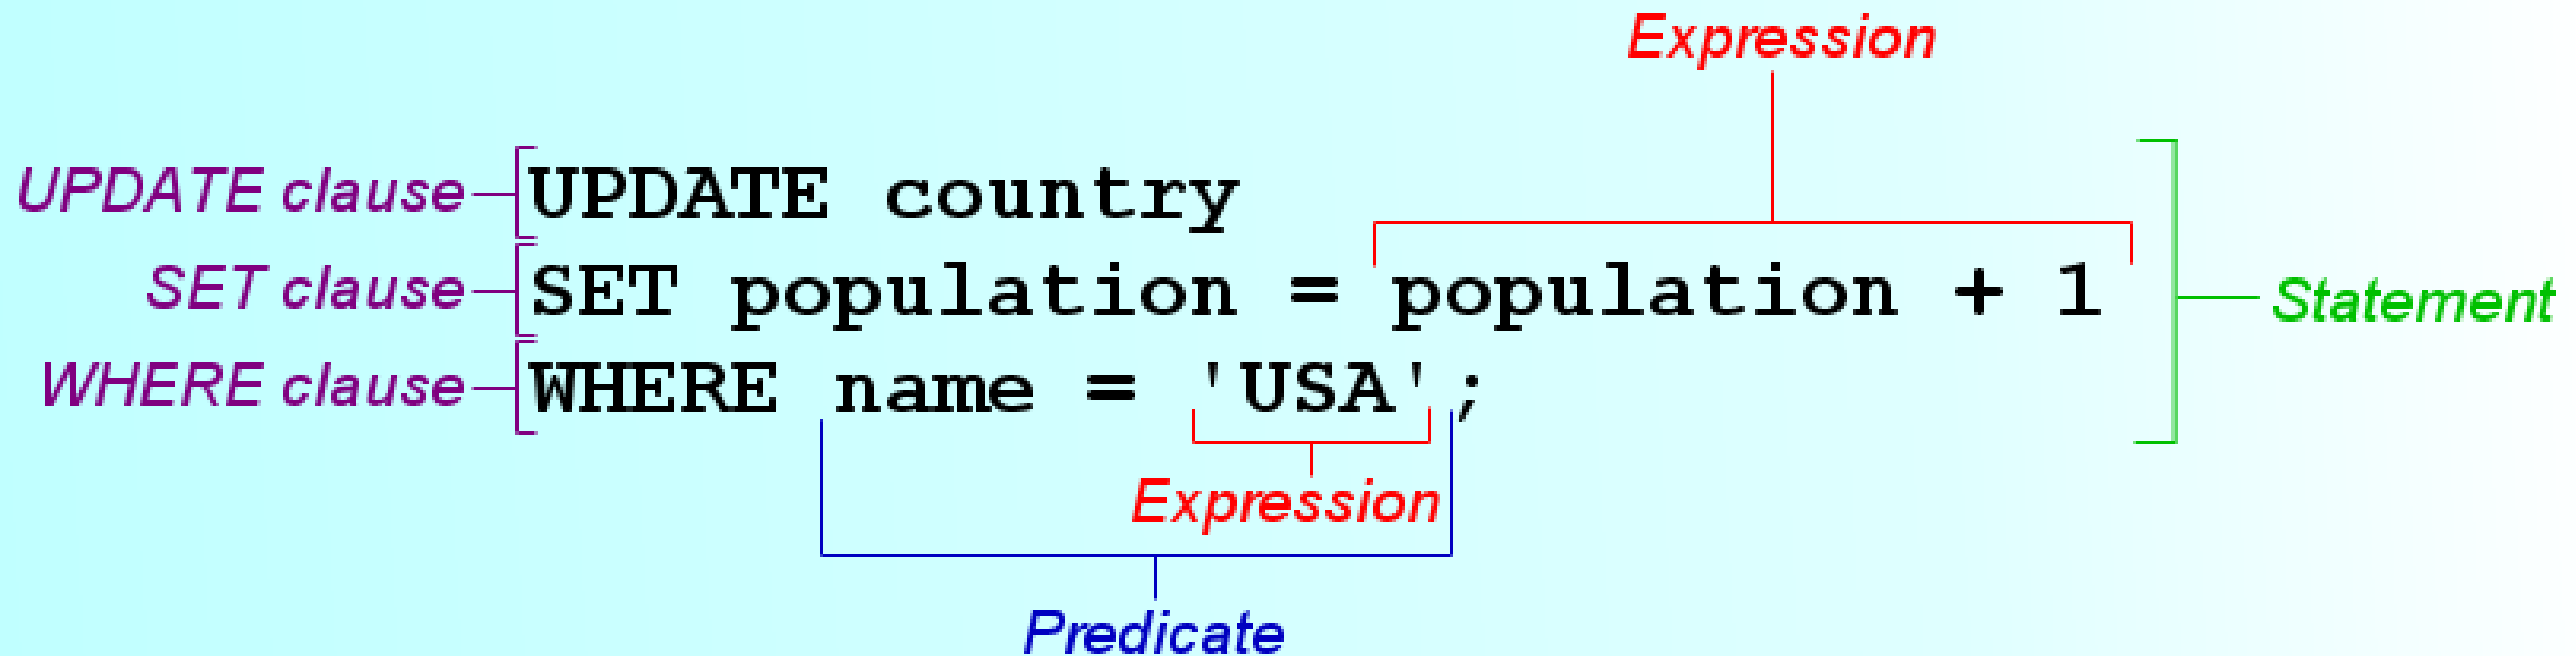 Expression
UPDATE clause UPDATE country
SET clause SET population = population + 1 Statement
WHERE clause WHERE name = 'USA';
Expression
Predicate